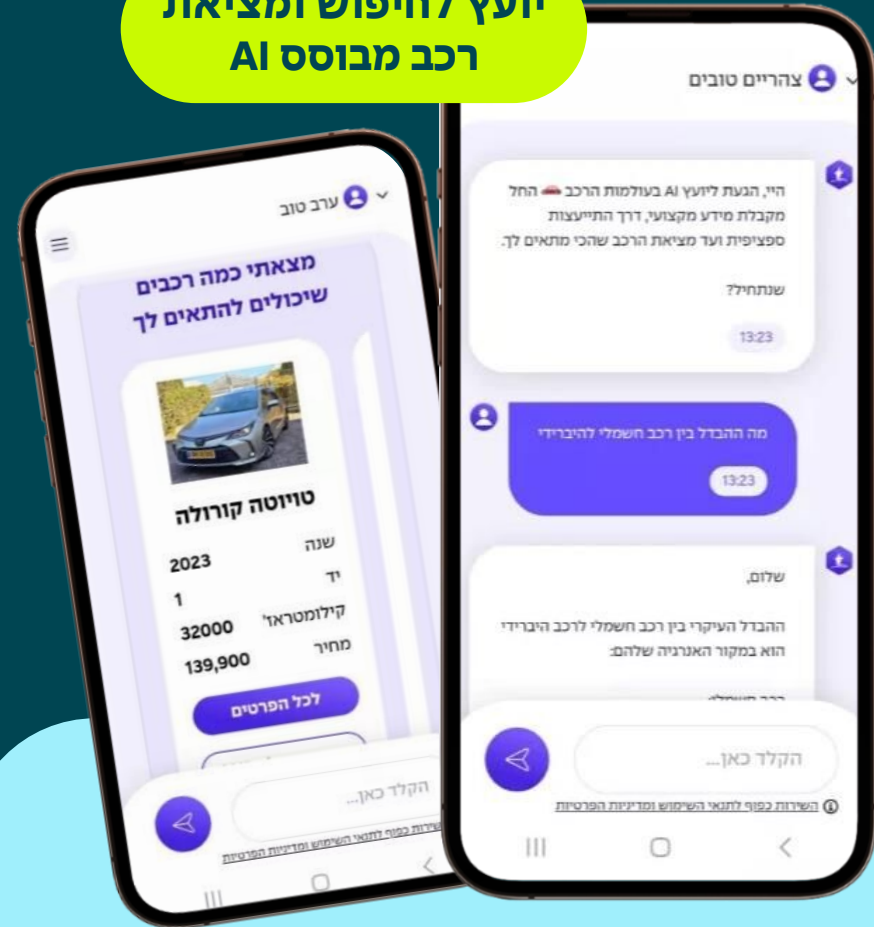 יועץ לחיפוש ומציאת
רכב מבוסס AI
צהריים טובים
היי, הגעת ליועץ AI בעולמות הרכב 🚗 החל
מקבלת מידע מקצועי, דרך התייעצות
ספציפית ועד מציאת הרכב שהכי מתאים לך.
שנתחיל?
13:23
מה ההבדל בין רכב חשמלי להיברידי
13:23
שלום,
ההבדל העיקרי בין רכב חשמלי לרכב היברידי
הוא במקור האנרגיה שלהם:
רכב חשמלי:
הקלד כאן...
השירות כפוף לתנאי השימוש ומדיניות הפרטיות
ערב טוב
מצאתי כמה רכבים
שיכולים להתאים לך
טויוטה קורולה
שנה 2023
יד 1
קילומטראז' 32000
מחיר 139,900
לכל הפרטים
הקלד כאן...
השירות כפוף לתנאי השימוש ומדיניות הפרטיות